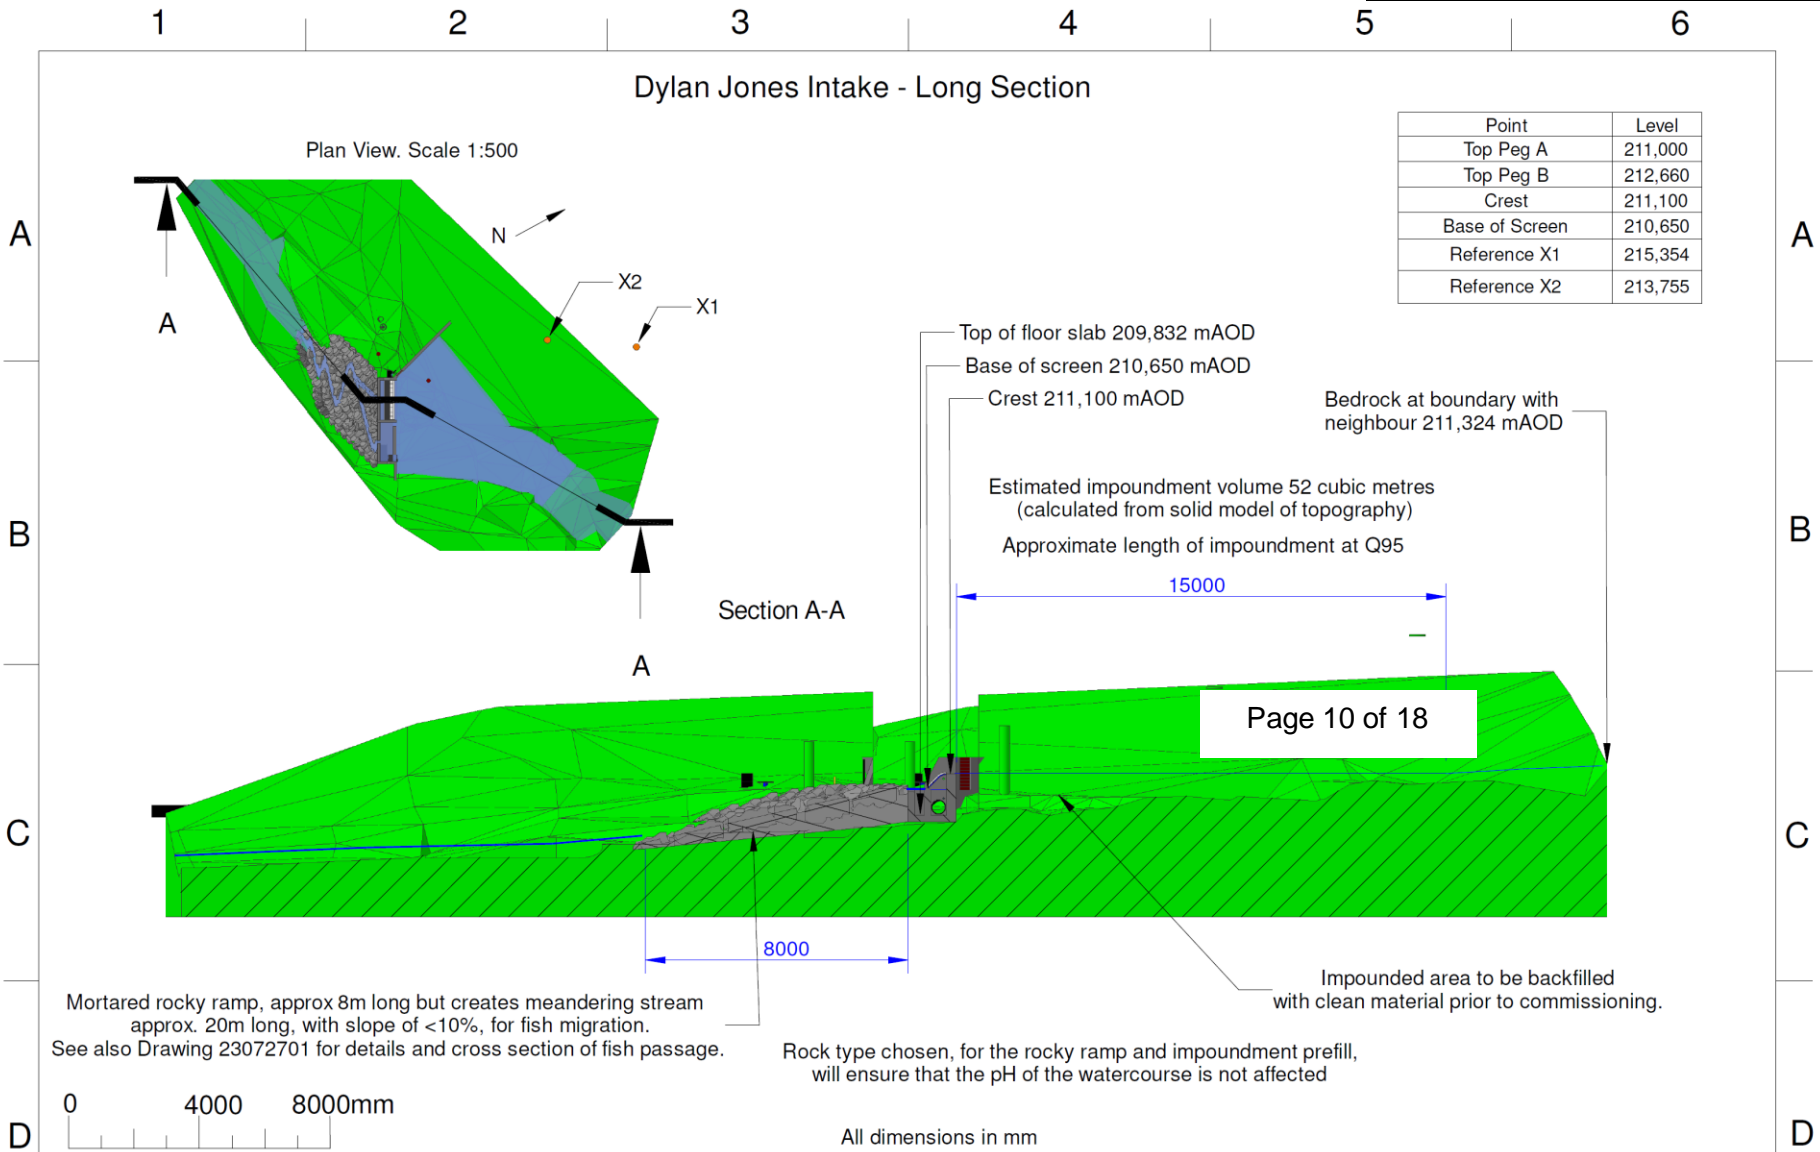 1 2 3 4 5 6
Dylan Jones Intake - Long Section
Plan View. Scale 1:500
Point Level
Top Peg A 211,000
Top Peg B 212,660
Crest 211,100
Base of Screen 210,650
Reference X1 215,354
Reference X2 213,755
A A
N
X2
X1
A
Top of floor slab 209,832 mAOD
Base of screen 210,650 mAOD
Crest 211,100 mAOD
Bedrock at boundary with
neighbour 211,324 mAOD
Estimated impoundment volume 52 cubic metres
(calculated from solid model of topography)
Approximate length of impoundment at Q95
B B
15000
Section A-A
A
Page 10 of 18
C C
8000
Impounded area to be backfilled
with clean material prior to commissioning.
Mortared rocky ramp, approx 8m long but creates meandering stream
approx. 20m long, with slope of <10%, for fish migration.
See also Drawing 23072701 for details and cross section of fish passage.
Rock type chosen, for the rocky ramp and impoundment prefill,
will ensure that the pH of the watercourse is not affected
0 4000 8000mm
D D
All dimensions in mm